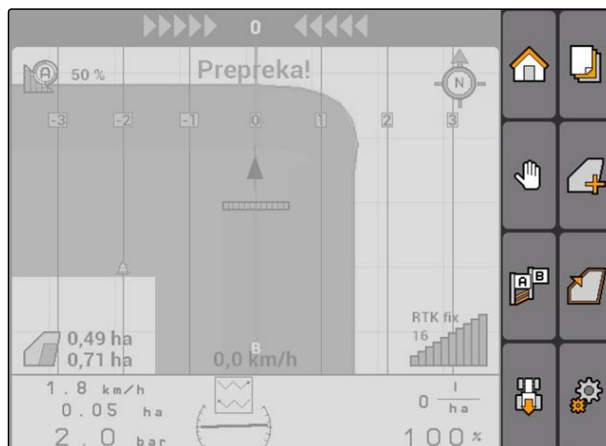 0
50 %
Prepreka!
N
A
-3 -2 -1 0 1 2 3
A B
RTK fix
16
0,49 ha
0,71 ha
0,0 km/h
B
1.8 km/h
0.05 ha
2.0 bar
0 l/ha
100 %